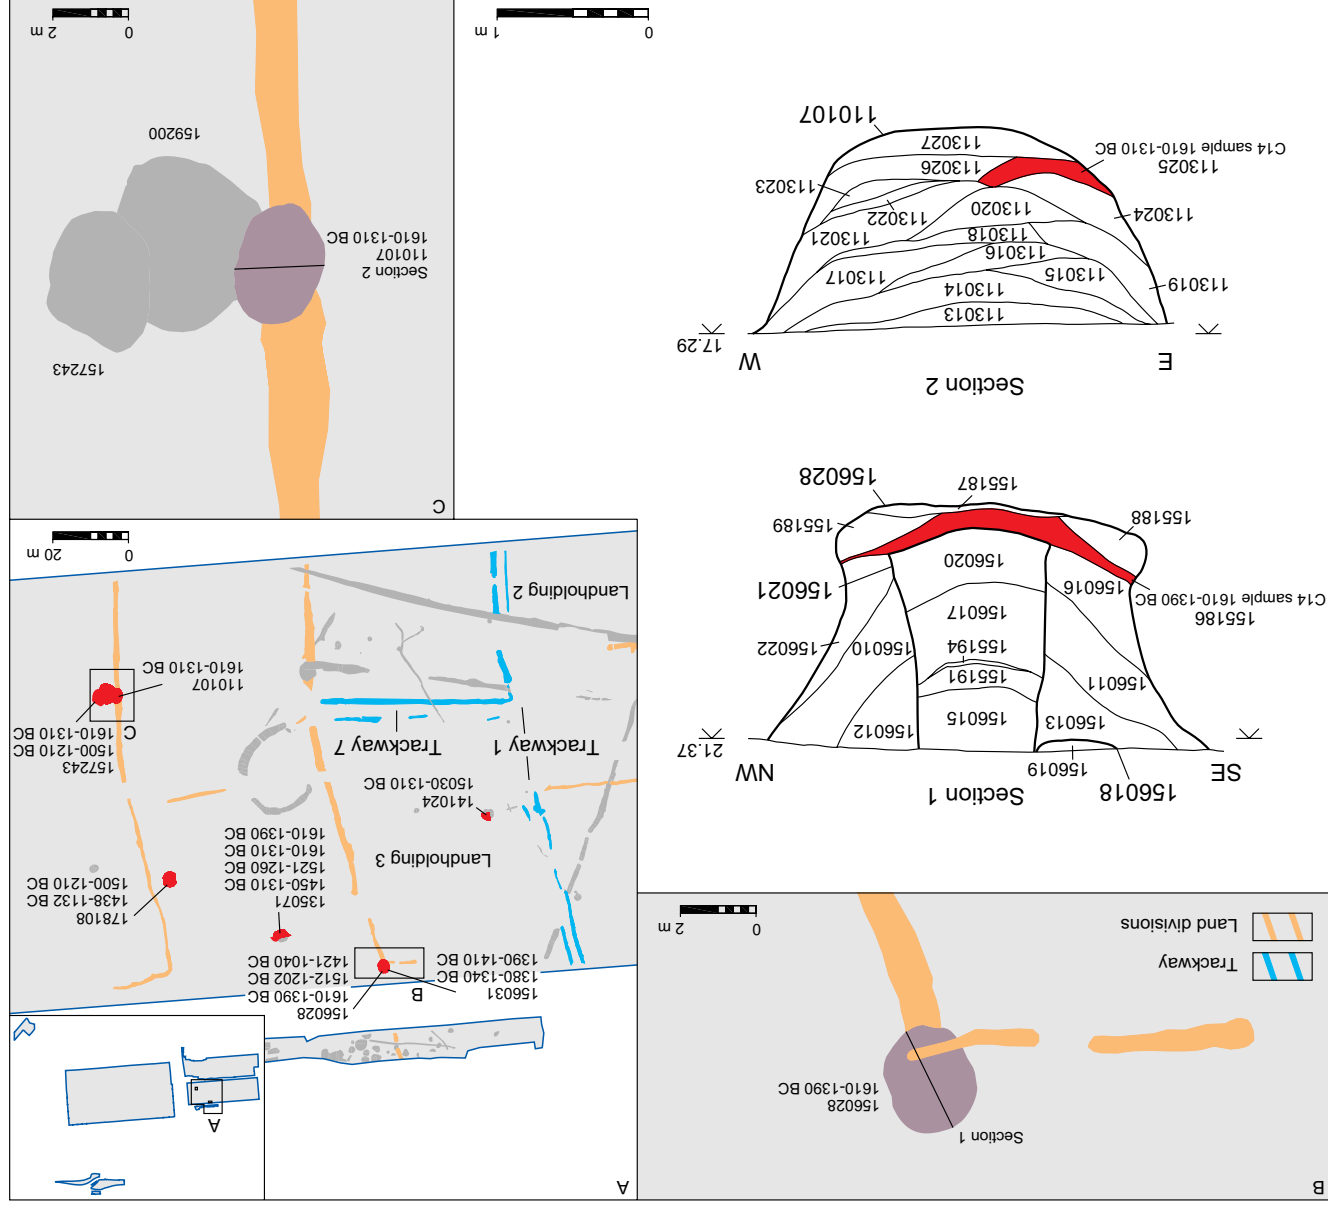 A
A
B
156031
1380-1340 BC
1390-1410 BC
156028
1610-1390 BC
1512-1202 BC
1421-1040 BC
135071
1450-1310 BC
1521-1260 BC
1610-1310 BC
1610-1390 BC
178108
1438-1132 BC
1500-1210 BC
Landholding 3
141024
15030-1310 BC
Trackway 1
Trackway 7
157243
1500-1210 BC
1610-1310 BC
C
110107
1610-1310 BC
Landholding 2
0
20 m
B
Section 1
156028
1610-1390 BC
Trackway
Land divisions
0
2 m
C
157243
Section 2
110107
1610-1310 BC
159200
0
2 m
Section 1
SE
NW
21.37
156018
156019
156013
156015
156012
156011
155191
155194
156010
156022
156017
156016
156020
156021
155186
C14 sample 1610-1390 BC
155188
155187
155189
156028
Section 2
E
W
17.29
113013
113014
113019
113015
113016
113017
113018
113021
113020
113022
113024
113023
113025
C14 sample 1610-1310 BC
113026
113027
110107
0
1 m